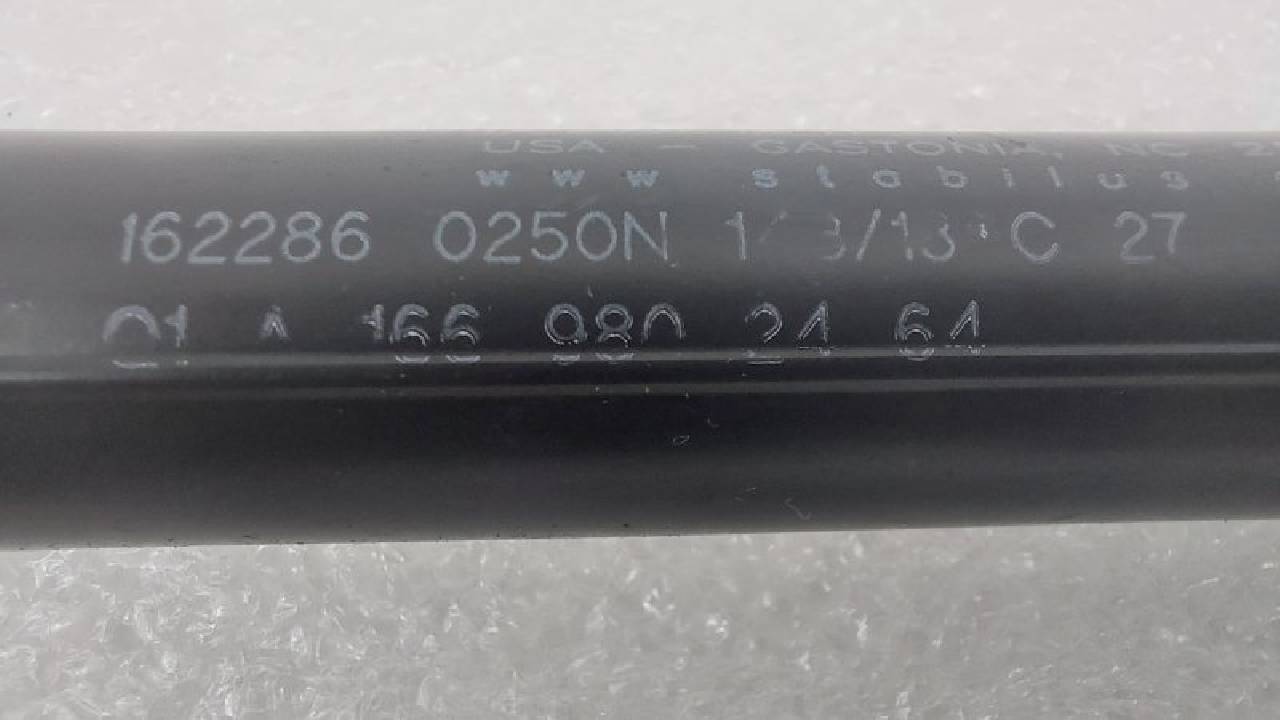 USA - GASTONIA, NC
www stabilus
162286 0250N C 27
01 A 166 980 24 64